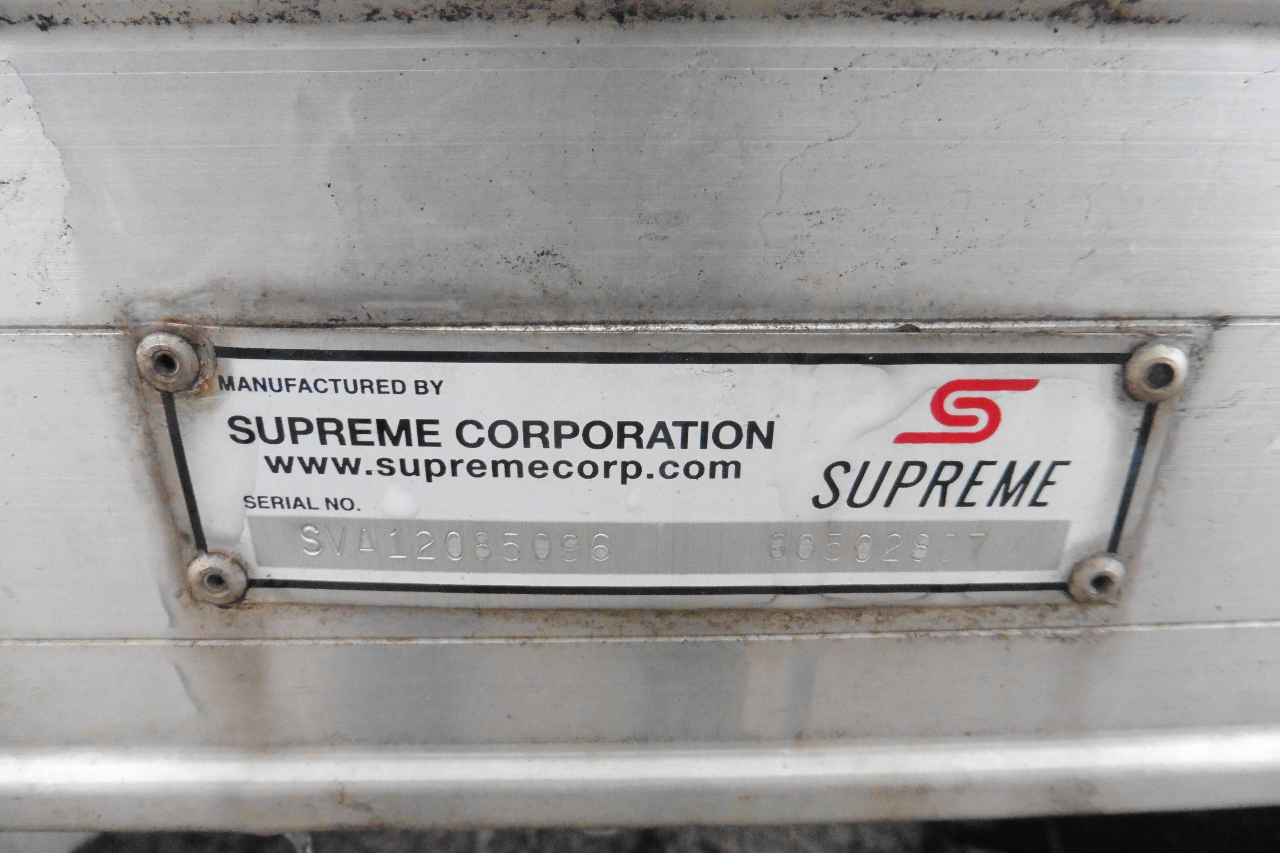 MANUFACTURED BY
SUPREME CORPORATION
www.supremecorp.com
SUPREME
SERIAL NO.
SVA12085096